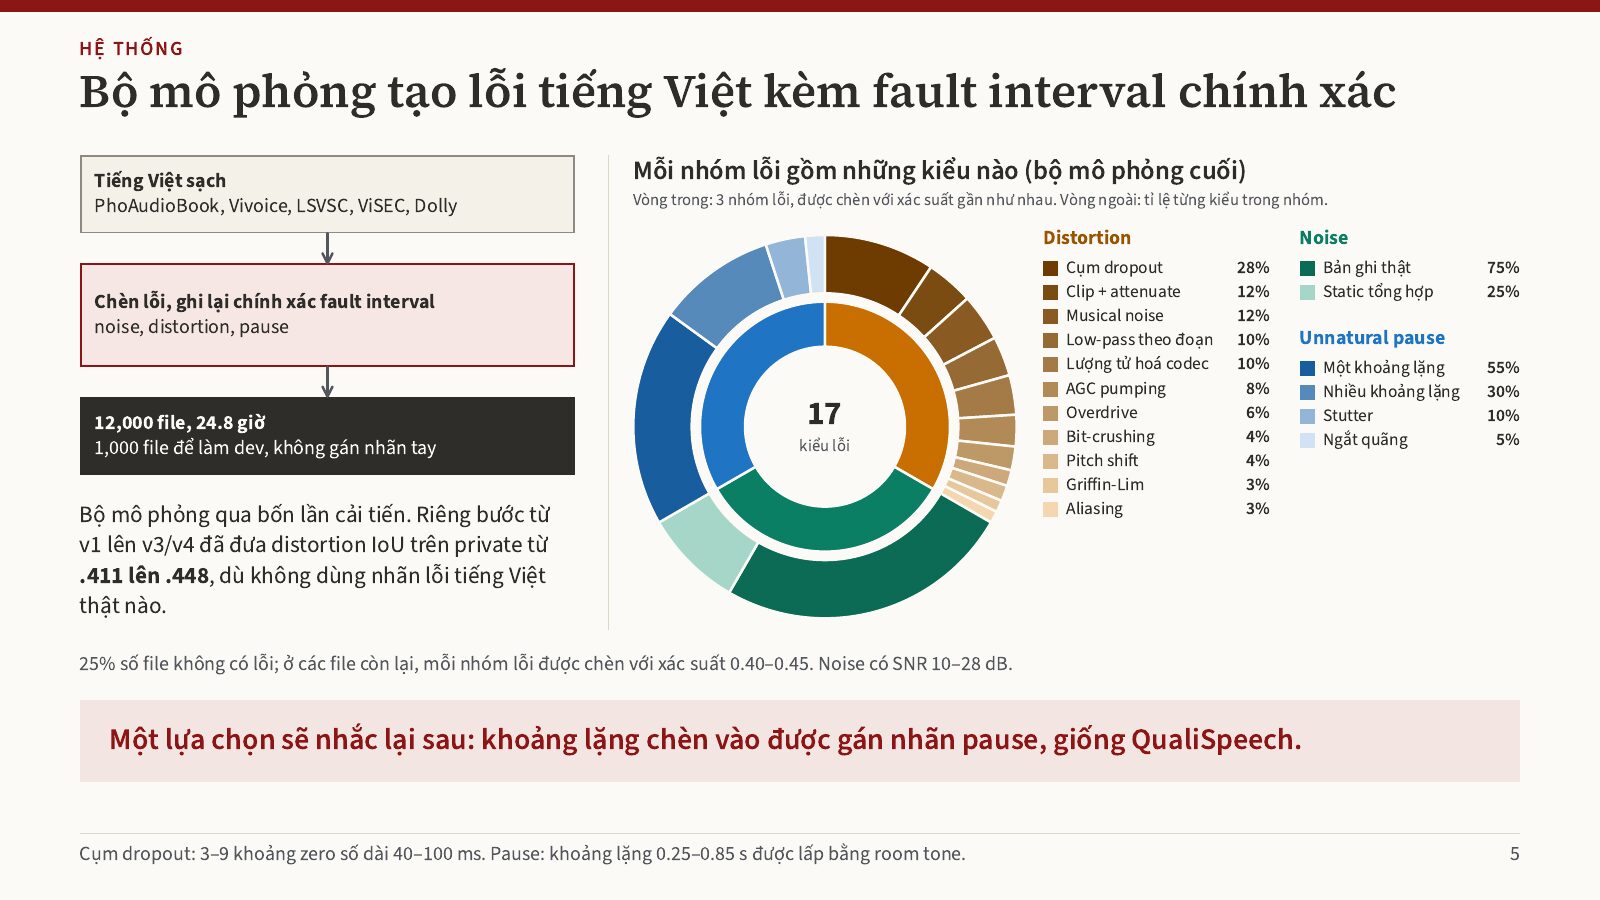 HỆ THỐNG
Bộ mô phỏng tạo lỗi tiếng Việt kèm fault interval chính xác
Tiếng Việt sạch
PhoAudioBook, Vivoice, LSVSC, ViSEC, Dolly
Chèn lỗi, ghi lại chính xác fault interval
noise, distortion, pause
12,000 file, 24.8 giờ
1,000 file để làm dev, không gán nhãn tay
Bộ mô phỏng qua bốn lần cải tiến. Riêng bước từ
v1 lên v3/v4 đã đưa distortion IoU trên private từ
.411 lên .448, dù không dùng nhãn lỗi tiếng Việt
thật nào.
Mỗi nhóm lỗi gồm những kiểu nào (bộ mô phỏng cuối)
Vòng trong: 3 nhóm lỗi, được chèn với xác suất gần như nhau. Vòng ngoài: tỉ lệ từng kiểu trong nhóm.
17
kiểu lỗi
Distortion
Cụm dropout 28%
Clip + attenuate 12%
Musical noise 12%
Low-pass theo đoạn 10%
Lượng tử hoá codec 10%
AGC pumping 8%
Overdrive 6%
Bit-crushing 4%
Pitch shift 4%
Griffin-Lim 3%
Aliasing 3%
Noise
Bản ghi thật 75%
Static tổng hợp 25%
Unnatural pause
Một khoảng lặng 55%
Nhiều khoảng lặng 30%
Stutter 10%
Ngắt quãng 5%
25% số file không có lỗi; ở các file còn lại, mỗi nhóm lỗi được chèn với xác suất 0.40–0.45. Noise có SNR 10–28 dB.
Một lựa chọn sẽ nhắc lại sau: khoảng lặng chèn vào được gán nhãn pause, giống QualiSpeech.
Cụm dropout: 3–9 khoảng zero số dài 40–100 ms. Pause: khoảng lặng 0.25–0.85 s được lấp bằng room tone.
5